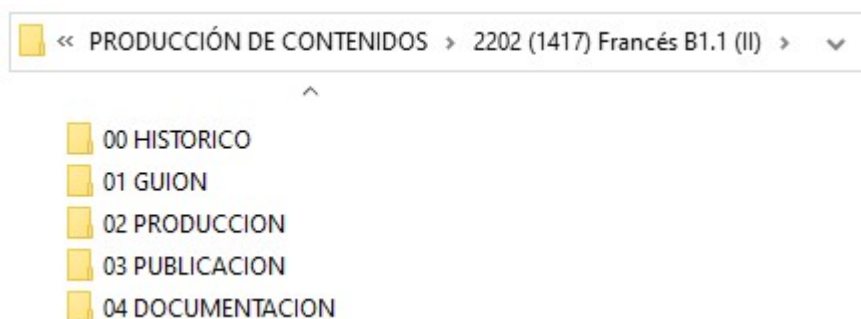 « PRODUCCIÓN DE CONTENIDOS > 2202 (1417) Francés B1.1 (II) >
00 HISTORICO
01 GUION
02 PRODUCCION
03 PUBLICACION
04 DOCUMENTACION